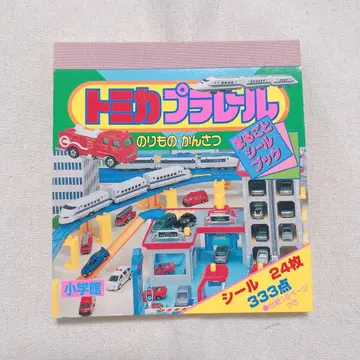 トミカプラレール
のりもの がんさつ
まるごと
シール
ブック
小学館
シール 24枚
333点